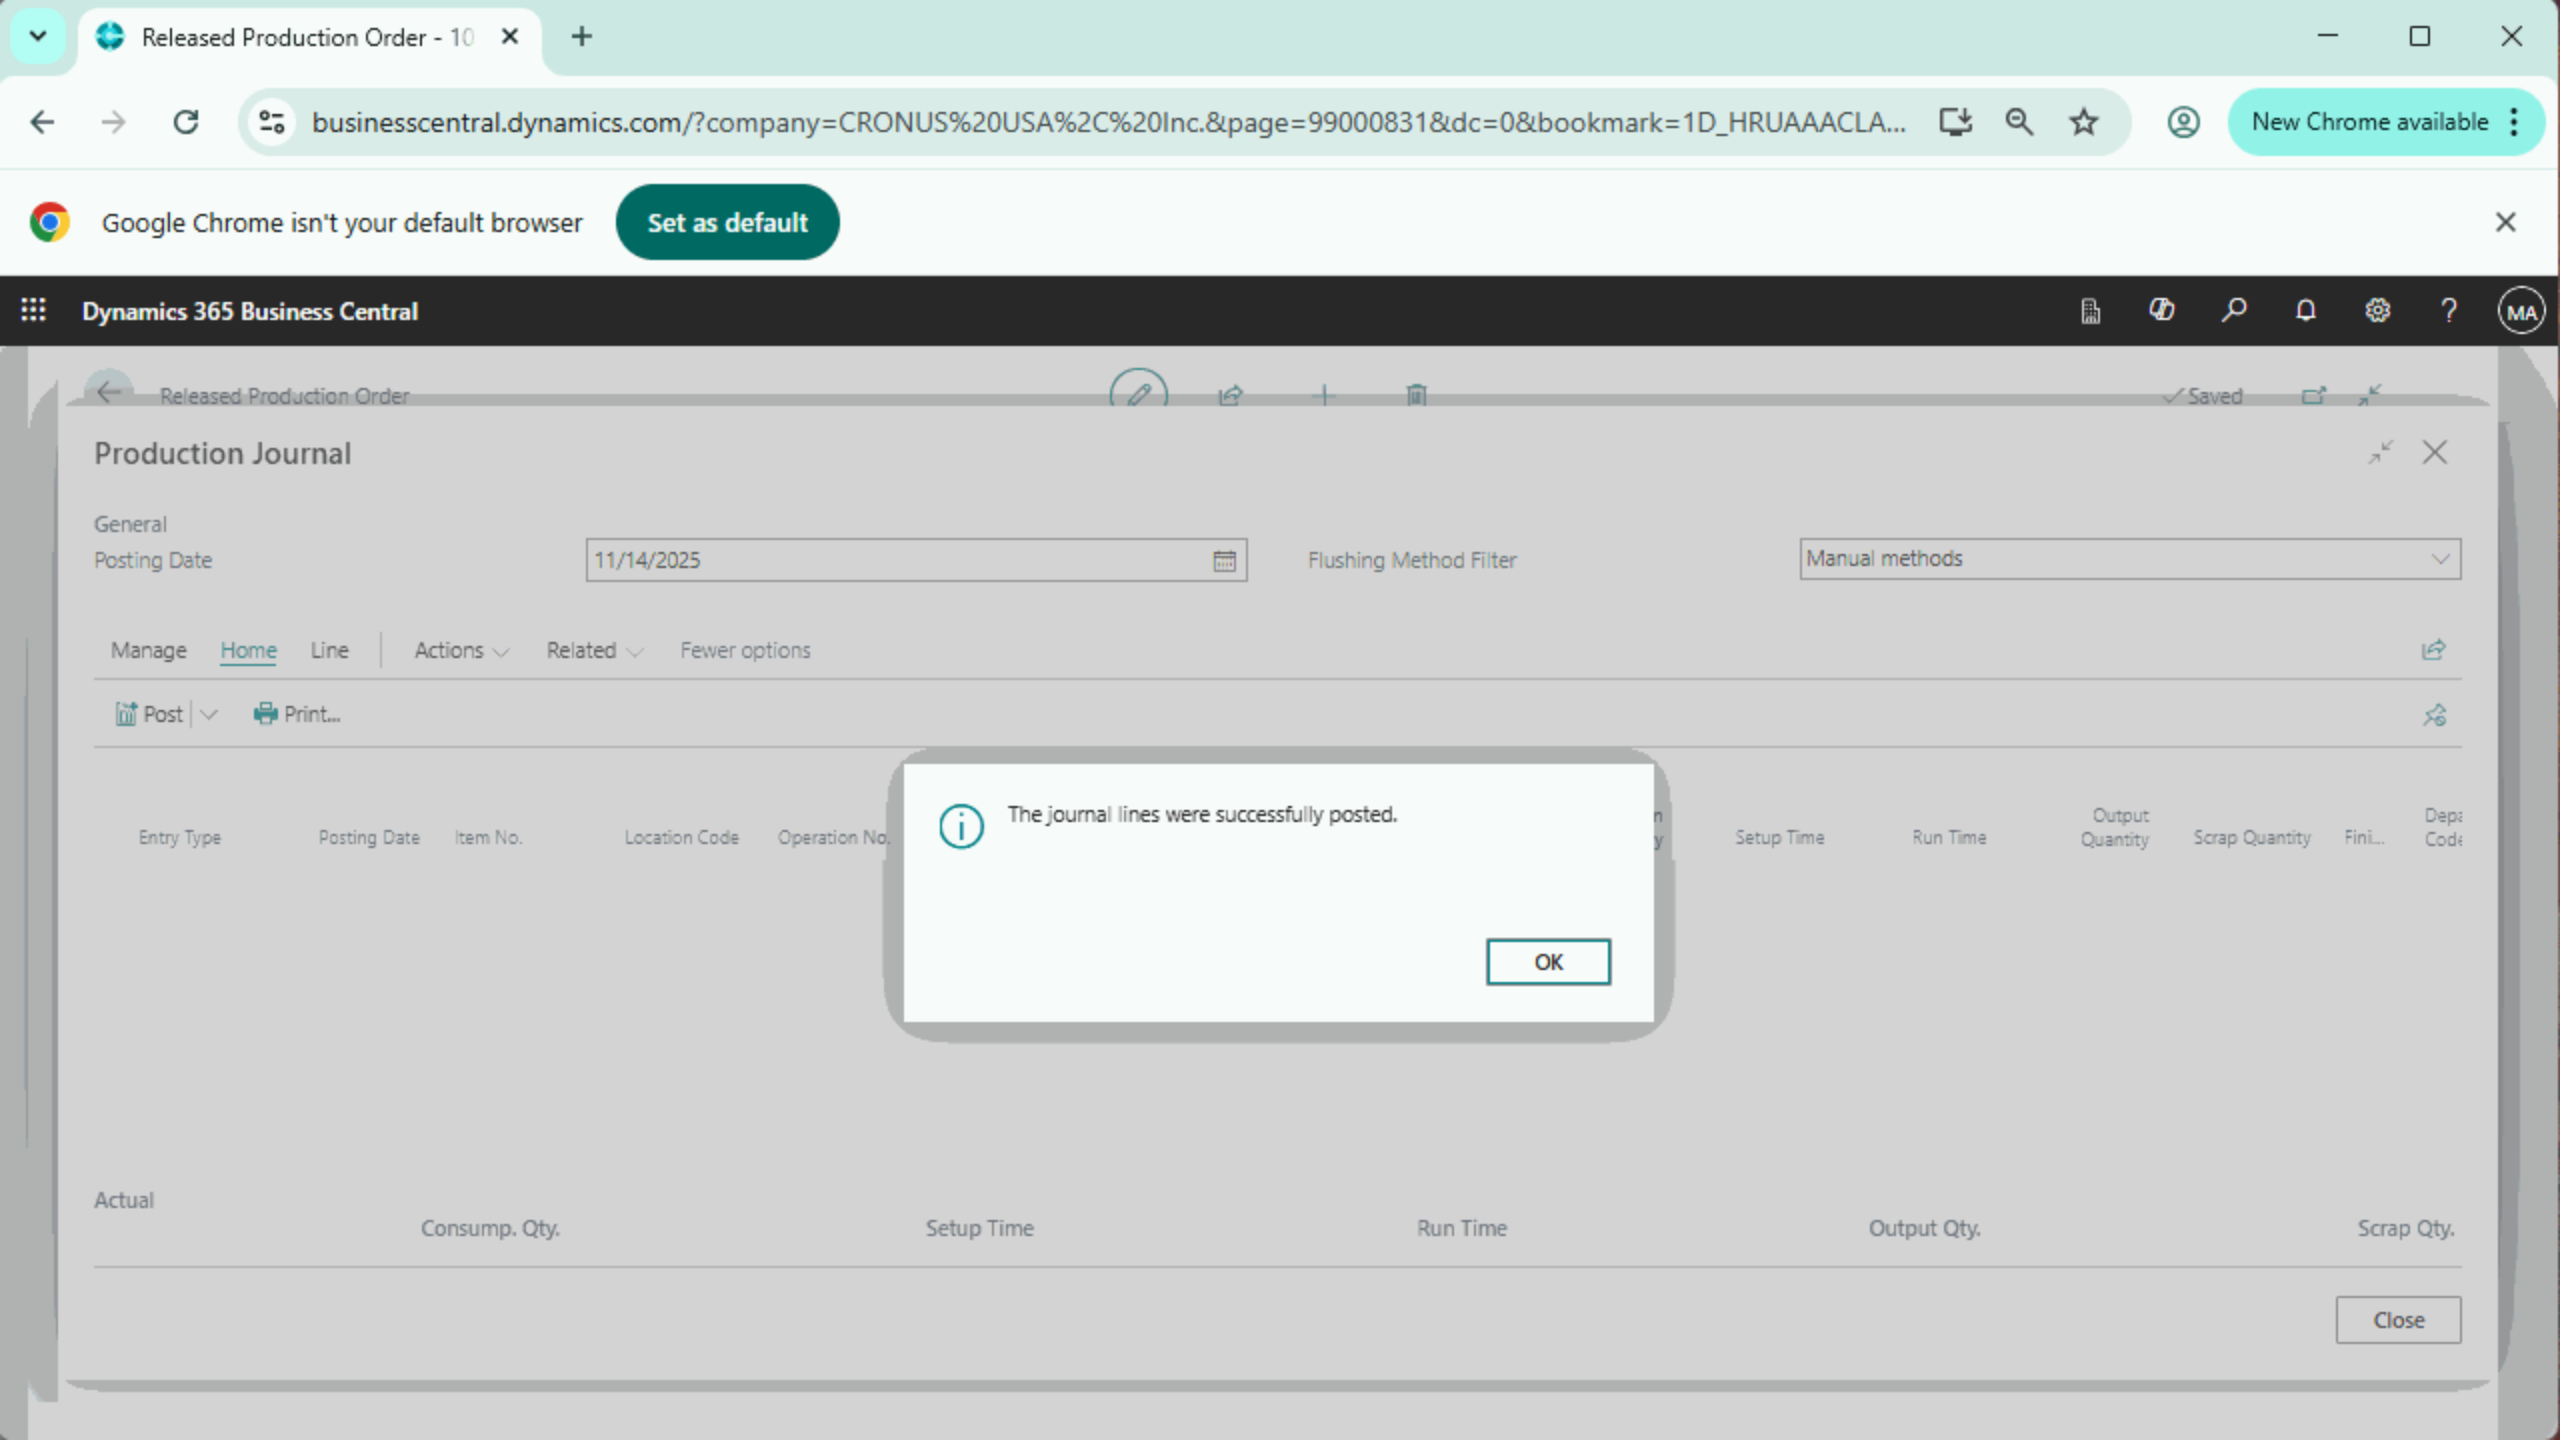 Released Production Order - 10
businesscentral.dynamics.com/?company=CRONUS%20USA%2C%20Inc.&page=99000831&dc=0&bookmark=1D_HRUAAACLA...
New Chrome available
Google Chrome isn't your default browser
Set as default
Dynamics 365 Business Central
MA
Released Production Order
Saved
Production Journal
General
Posting Date
11/14/2025
Flushing Method Filter
Manual methods
Manage
Home
Line
Actions
Related
Fewer options
Post
Print...
The journal lines were successfully posted.
OK
Entry Type
Posting Date
Item No.
Location Code
Operation No.
Setup Time
Run Time
Output Quantity
Scrap Quantity
Fini...
Depa
Code
Actual
Consump. Qty.
Setup Time
Run Time
Output Qty.
Scrap Qty.
Close